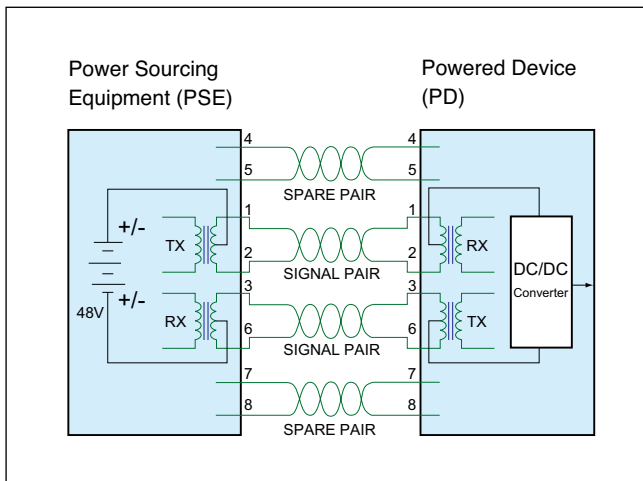 Power Sourcing
Equipment (PSE)
Powered Device
(PD)
4
5
SPARE PAIR
4
5
+/-
TX
1
2
SIGNAL PAIR
1
2
RX
DC/DC
Converter
+/-
48V
RX
3
6
SIGNAL PAIR
3
6
TX
7
8
SPARE PAIR
7
8